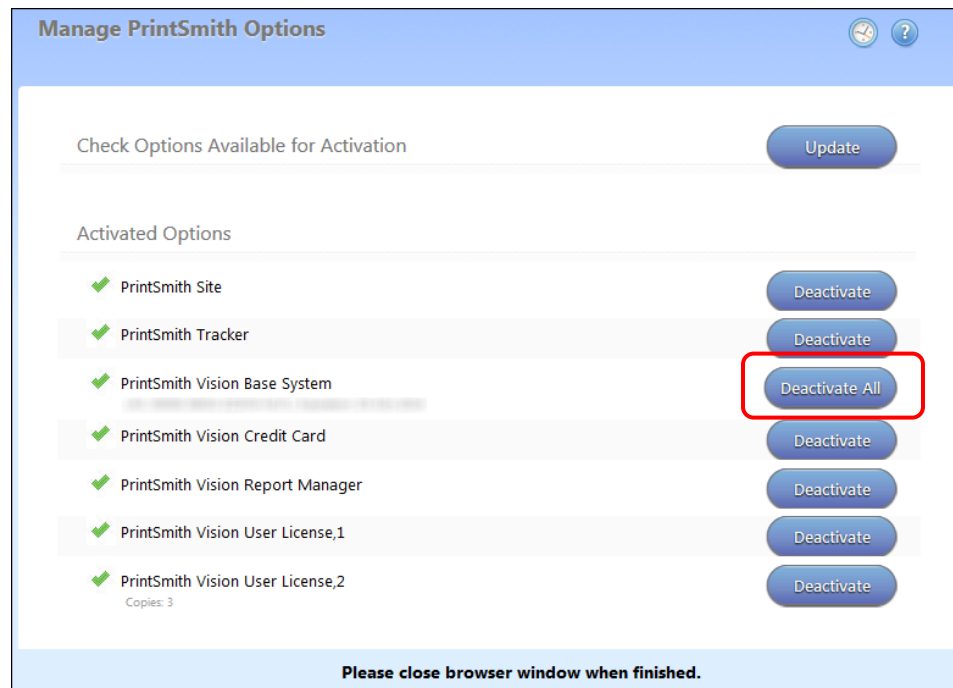 Manage PrintSmith Options
?
Check Options Available for Activation
Update
Activated Options
PrintSmith Site
Deactivate
PrintSmith Tracker
Deactivate
PrintSmith Vision Base System
Deactivate All
PrintSmith Vision Credit Card
Deactivate
PrintSmith Vision Report Manager
Deactivate
PrintSmith Vision User License,1
Deactivate
PrintSmith Vision User License,2
Deactivate
Copies: 3
Please close browser window when finished.